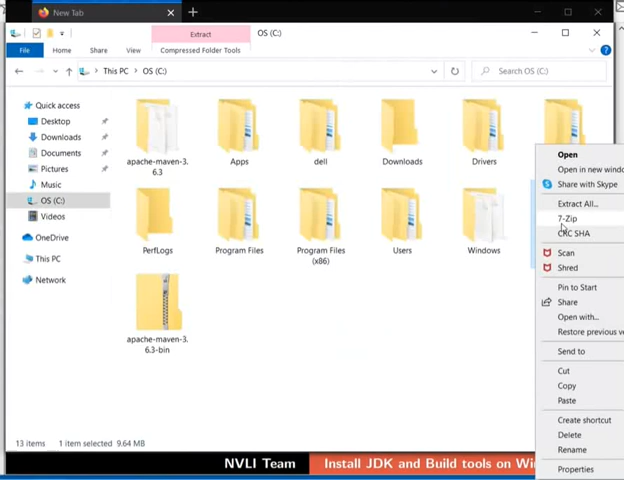 New Tab
Extract
OS (C:)
File
Home
Share
View
Compressed Folder Tools
This PC > OS (C:)
Search OS (C:)
Quick access
Desktop
Downloads
Documents
Pictures
Music
OS (C:)
Videos
OneDrive
This PC
Network
apache-maven-3.
6.3
Apps
dell
Downloads
Drivers
PerfLogs
Program Files
Program Files
(x86)
Users
Windows
apache-maven-3.
6.3-bin
Open
Open in new windo
Share with Skype
Extract All...
7-Zip
CRC SHA
Scan
Shred
Pin to Start
Share
Open with...
Restore previous ve
Send to
Cut
Copy
Paste
Create shortcut
Delete
Rename
Properties
13 items
1 item selected 9.64 MB
NVLI Team
Install JDK and Build tools on Win